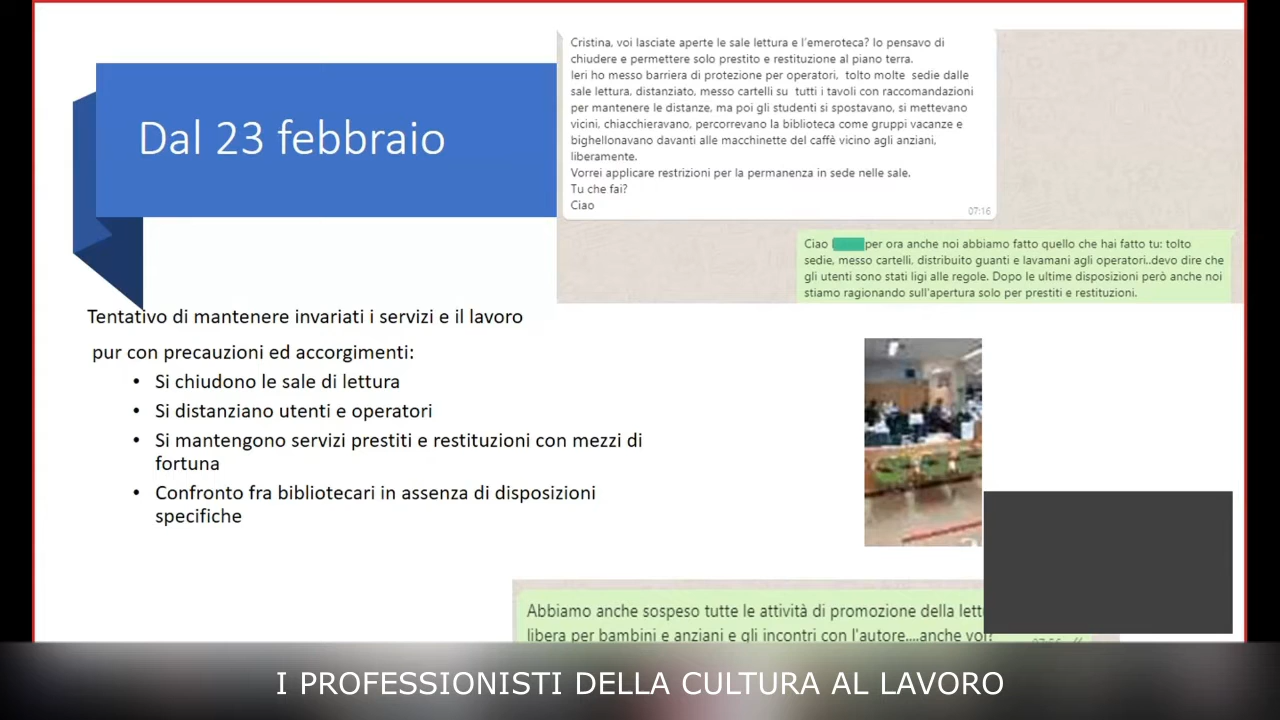 Dal 23 febbraio
Cristina, voi lasciate aperte le sale lettura e l'emeroteca? Io pensavo di
chiudere e permettere solo prestito e restituzione al piano terra.
Ieri ho messo barriera di protezione per operatori, tolto molte sedie dalle
sale lettura, distanziato, messo cartelli su tutti i tavoli con raccomandazioni
per mantenere le distanze, ma poi gli studenti si spostavano, si mettevano
vicini, chiacchieravano, percorrevano la biblioteca come gruppi vacanze e
bighellonavano davanti alle macchinette del caffè vicino agli anziani,
liberamente.
Vorrei applicare restrizioni per la permanenza in sede nelle sale.
Tu che fai?
Ciao
07:16
Ciao per ora anche noi abbiamo fatto quello che hai fatto tu: tolto
sedie, messo cartelli, distribuito guanti e lavamani agli operatori..devo dire che
gli utenti sono stati ligi alle regole. Dopo le ultime disposizioni però anche noi
stiamo ragionando sull'apertura solo per prestiti e restituzioni.
Tentativo di mantenere invariati i servizi e il lavoro
pur con precauzioni ed accorgimenti:
• Si chiudono le sale di lettura
• Si distanziano utenti e operatori
• Si mantengono servizi prestiti e restituzioni con mezzi di
fortuna
• Confronto fra bibliotecari in assenza di disposizioni
specifiche
Abbiamo anche sospeso tutte le attività di promozione della
libera per bambini e anziani e gli incontri con l'autore....anche voi?
I PROFESSIONISTI DELLA CULTURA AL LAVORO